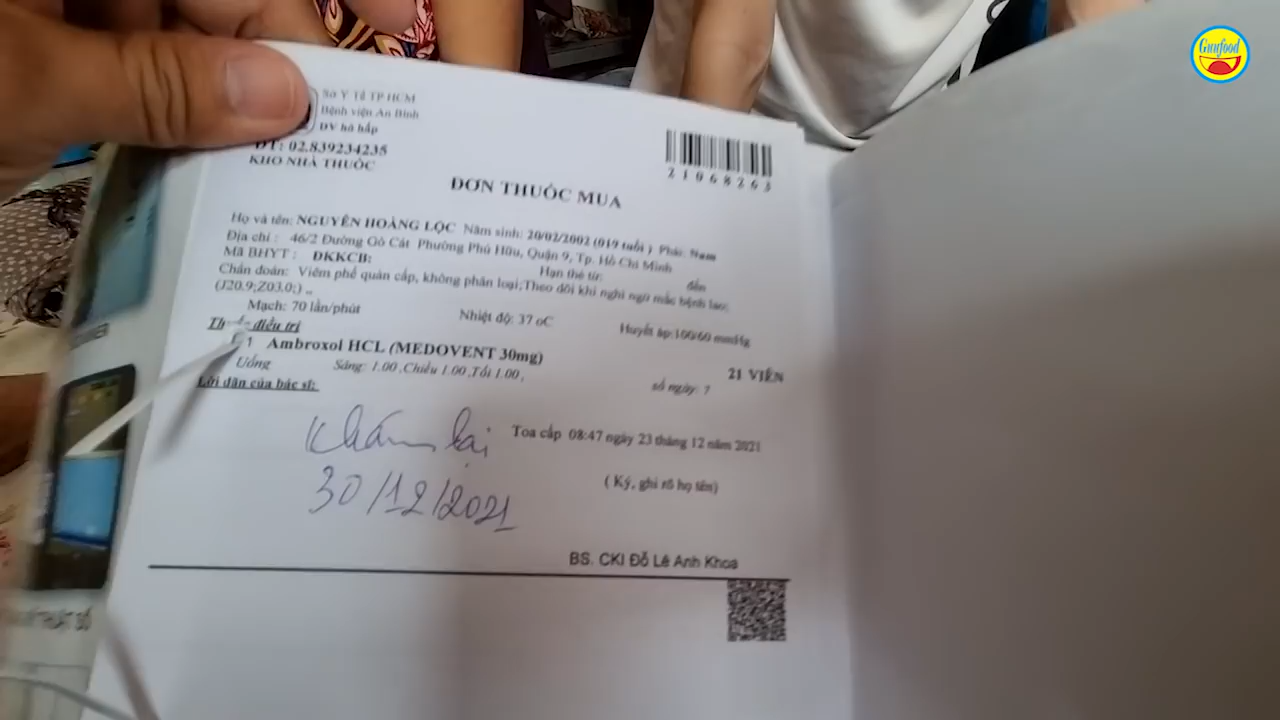 Gunfood
Sở Y Tế TP HCM
Bệnh viện An Bình
ĐV hô hấp
ĐT: 02.839234235
KHO NHÀ THUỐC
21068263
ĐƠN THUỐC MUA
Họ và tên: NGUYỄN HOÀNG LỘC Năm sinh: 20/02/2002 (019 tuổi ) Phái: Nam
Địa chỉ : 46/2 Đường Gò Cát Phường Phú Hữu, Quận 9, Tp. Hồ Chí Minh
Mã BHYT : ĐKKCB: Hạn thẻ từ: đến
Chẩn đoán: Viêm phế quản cấp, không phân loại;Theo dõi khi nghi ngờ mắc bệnh lao;
(J20.9;Z03.0;)
Mạch: 70 lần/phút Nhiệt độ: 37 oC Huyết áp:100/60 mmHg
điều trị
1 Ambroxol HCL (MEDOVENT 30mg) 21 VIÊN
Uống Sáng: 1.00 ,Chiều 1.00 ,Tối 1.00 , số ngày: 7
Lời dặn của bác sĩ:
Khám lại
30/12/2021
Toa cấp 08:47 ngày 23 tháng 12 năm 2021
( Ký, ghi rõ họ tên)
BS. CKI Đỗ Lê Anh Khoa